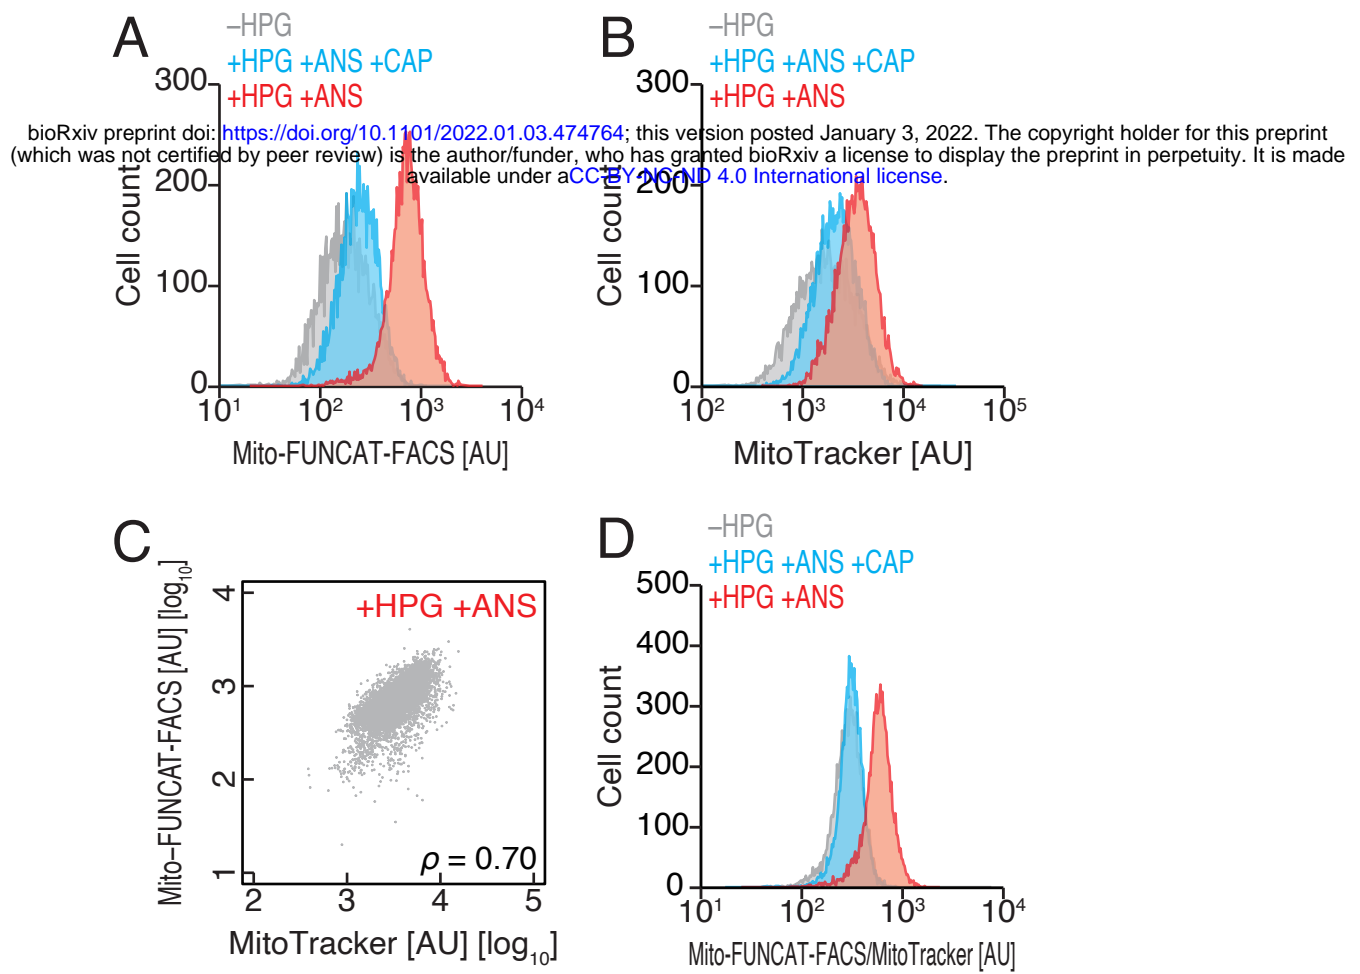 A
–HPG
+HPG +ANS +CAP
+HPG +ANS
300
200
100
0
Cell count
10¹ 10² 10³ 10⁴
Mito-FUNCAT-FACS [AU]
B
–HPG
+HPG +ANS +CAP
+HPG +ANS
300
200
100
0
Cell count
10² 10³ 10⁴ 10⁵
MitoTracker [AU]
bioRxiv preprint doi: https://doi.org/10.1101/2022.01.03.474764; this version posted January 3, 2022. The copyright holder for this preprint
(which was not certified by peer review) is the author/funder, who has granted bioRxiv a license to display the preprint in perpetuity. It is made
available under aCC-BY-NC-ND 4.0 International license.
C
Mito–FUNCAT-FACS [AU] [log₁₀]
4
3
2
1
+HPG +ANS
ρ = 0.70
2 3 4 5
MitoTracker [AU] [log₁₀]
D
–HPG
+HPG +ANS +CAP
+HPG +ANS
500
400
300
200
100
0
Cell count
10¹ 10² 10³ 10⁴
Mito-FUNCAT-FACS/MitoTracker [AU]